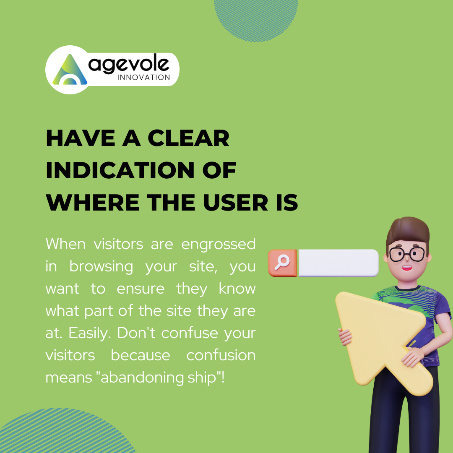 agevole
INNOVATION
HAVE A CLEAR
INDICATION OF
WHERE THE USER IS
When visitors are engrossed
in browsing your site, you
want to ensure they know
what part of the site they are
at. Easily. Don't confuse your
visitors because confusion
means "abandoning ship"!